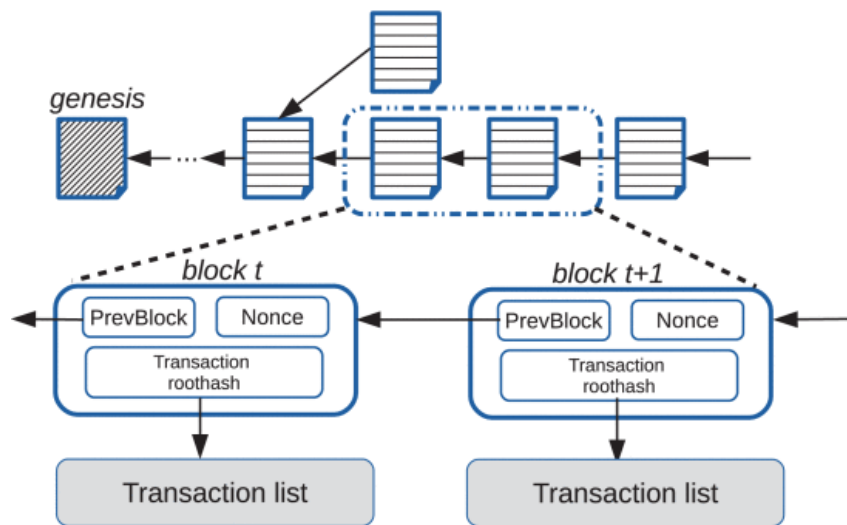 genesis
...
block t
block t+1
PrevBlock
Nonce
PrevBlock
Nonce
Transaction
roothash
Transaction
roothash
Transaction list
Transaction list